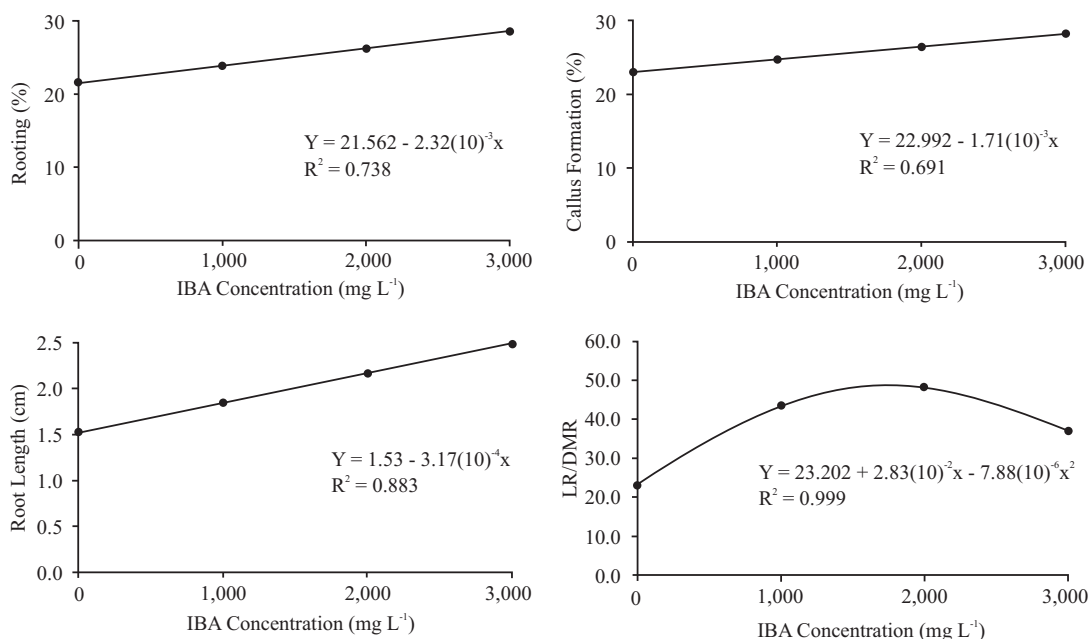 30
20
10
0
Rooting (%)
Y = 21.562 - 2.32(10)⁻³x
R² = 0.738
0 1,000 2,000 3,000
IBA Concentration (mg L⁻¹)
30
20
10
0
Callus Formation (%)
Y = 22.992 - 1.71(10)⁻³x
R² = 0.691
0 1,000 2,000 3,000
IBA Concentration (mg L⁻¹)
2.5
2.0
1.5
1.0
0.5
0.0
Root Length (cm)
Y = 1.53 - 3.17(10)⁻⁴x
R² = 0.883
0 1,000 2,000 3,000
IBA Concentration (mg L⁻¹)
60.0
50.0
40.0
30.0
20.0
10.0
0.0
LR/DMR
Y = 23.202 + 2.83(10)⁻²x - 7.88(10)⁻⁶x²
R² = 0.999
0 1,000 2,000 3,000
IBA Concentration (mg L⁻¹)